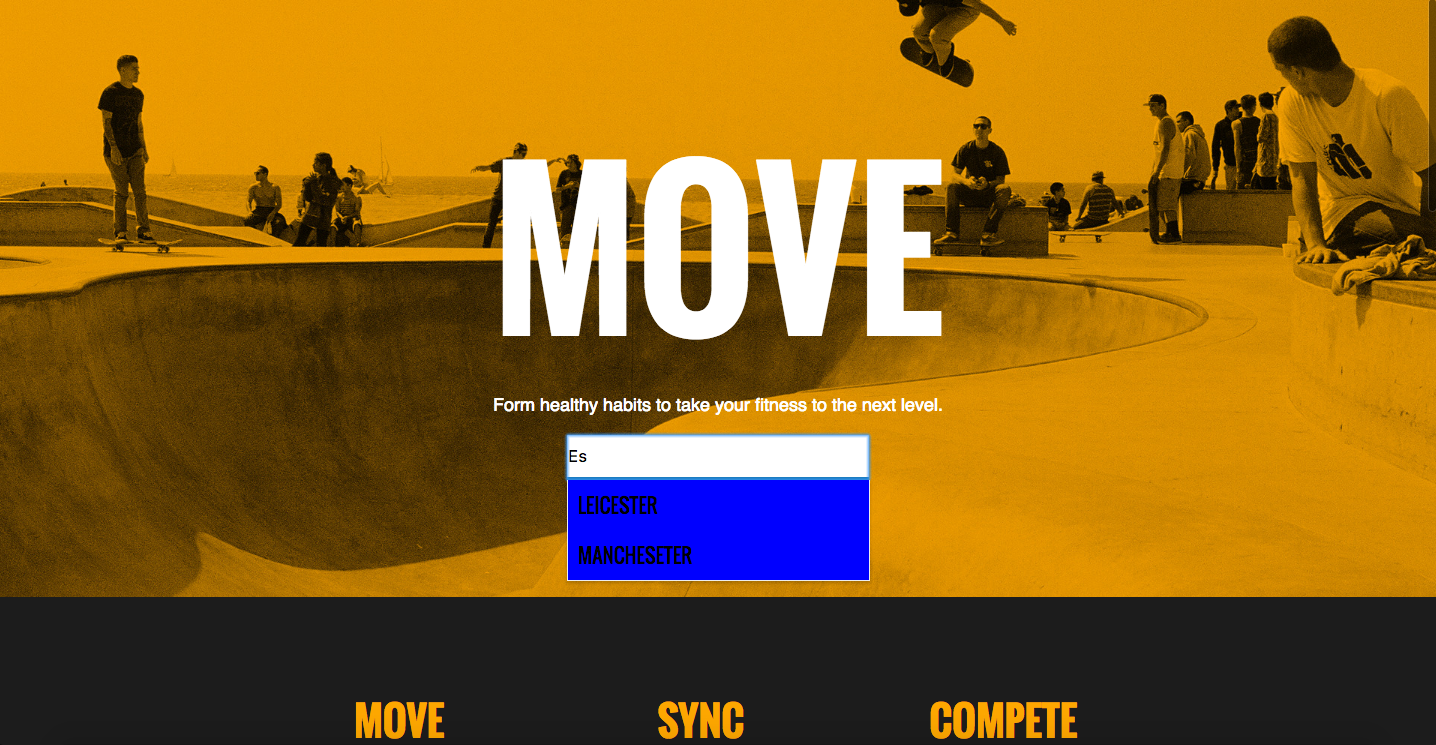 MOVE
Form healthy habits to take your fitness to the next level.
Es
LEICESTER
MANCHESETER
MOVE SYNC COMPETE